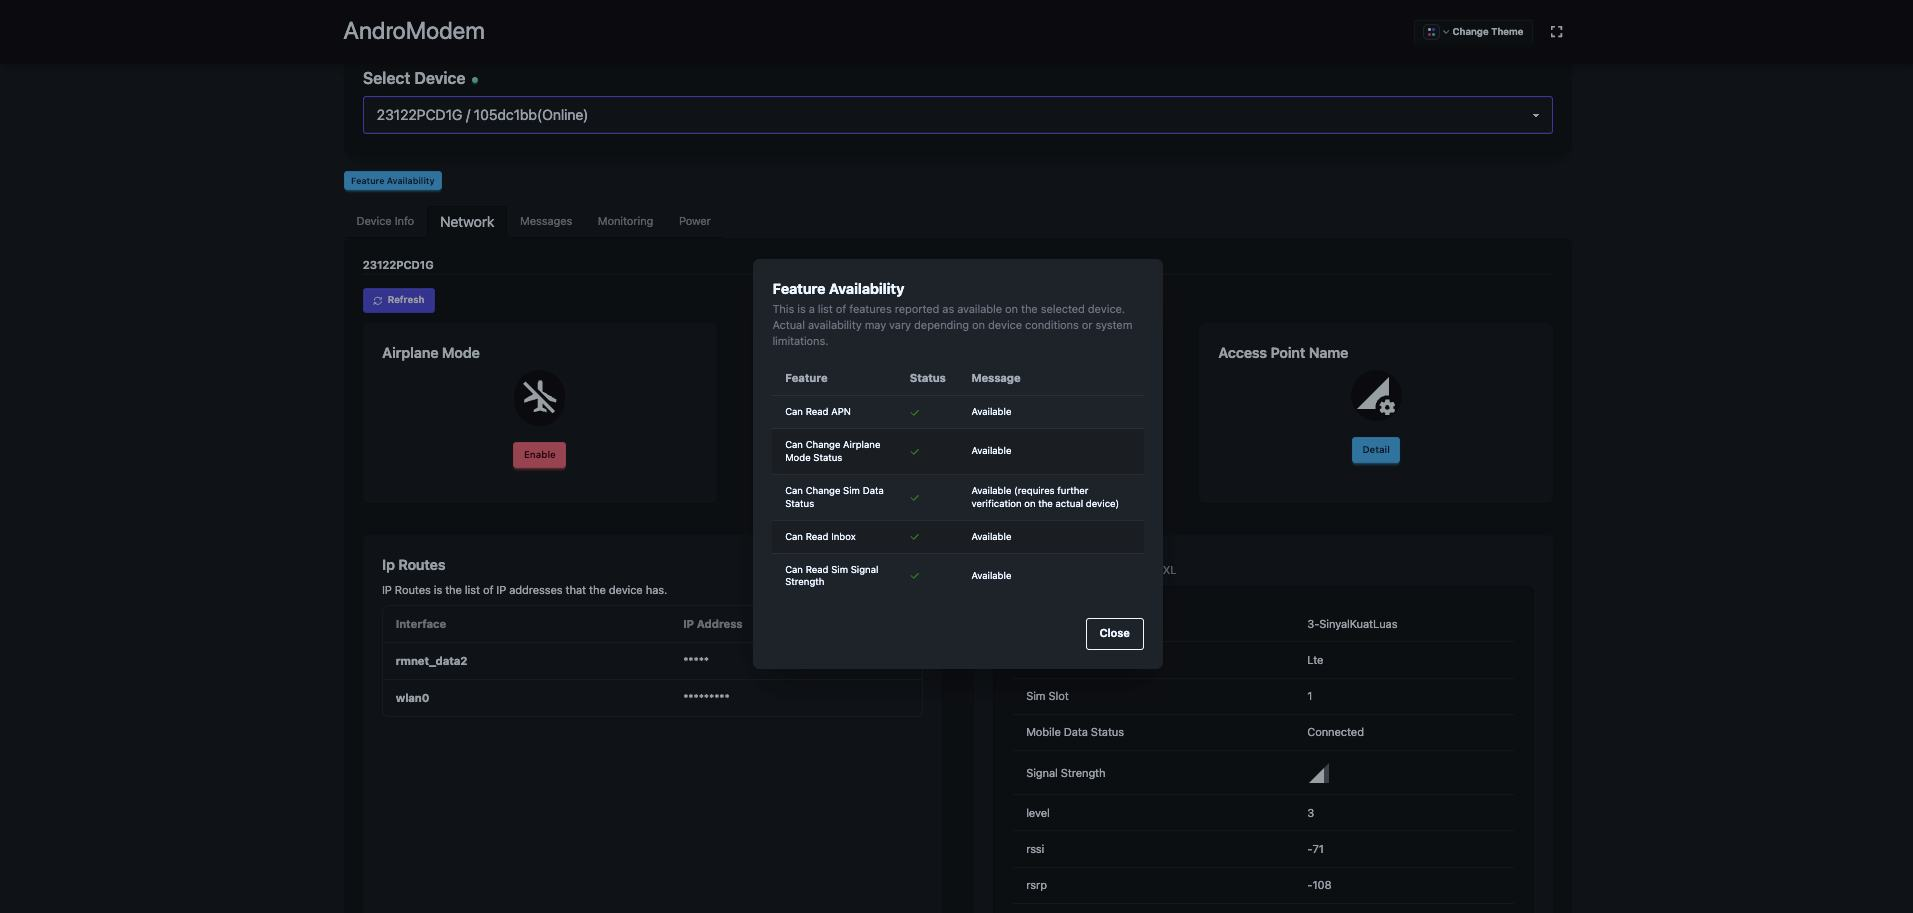 AndroModem
Change Theme
Select Device
23122PCD1G / 105dc1bb(Online)
Feature Availability
Device Info
Network
Messages
Monitoring
Power
23122PCD1G
Refresh
Airplane Mode
Enable
Access Point Name
Detail
Feature Availability
This is a list of features reported as available on the selected device.
Actual availability may vary depending on device conditions or system
limitations.
Feature Status Message
Can Read APN Available
Can Change Airplane
Mode Status Available
Can Change Sim Data
Status
Available (requires further
verification on the actual device)
Can Read Inbox Available
Can Read Sim Signal
Strength Available
Close
Ip Routes
IP Routes is the list of IP addresses that the device has.
Interface IP Address
rmnet_data2 *****
wlan0 *********
XL
3-SinyalKuatLuas
Lte
Sim Slot 1
Mobile Data Status Connected
Signal Strength
level 3
rssi -71
rsrp -108